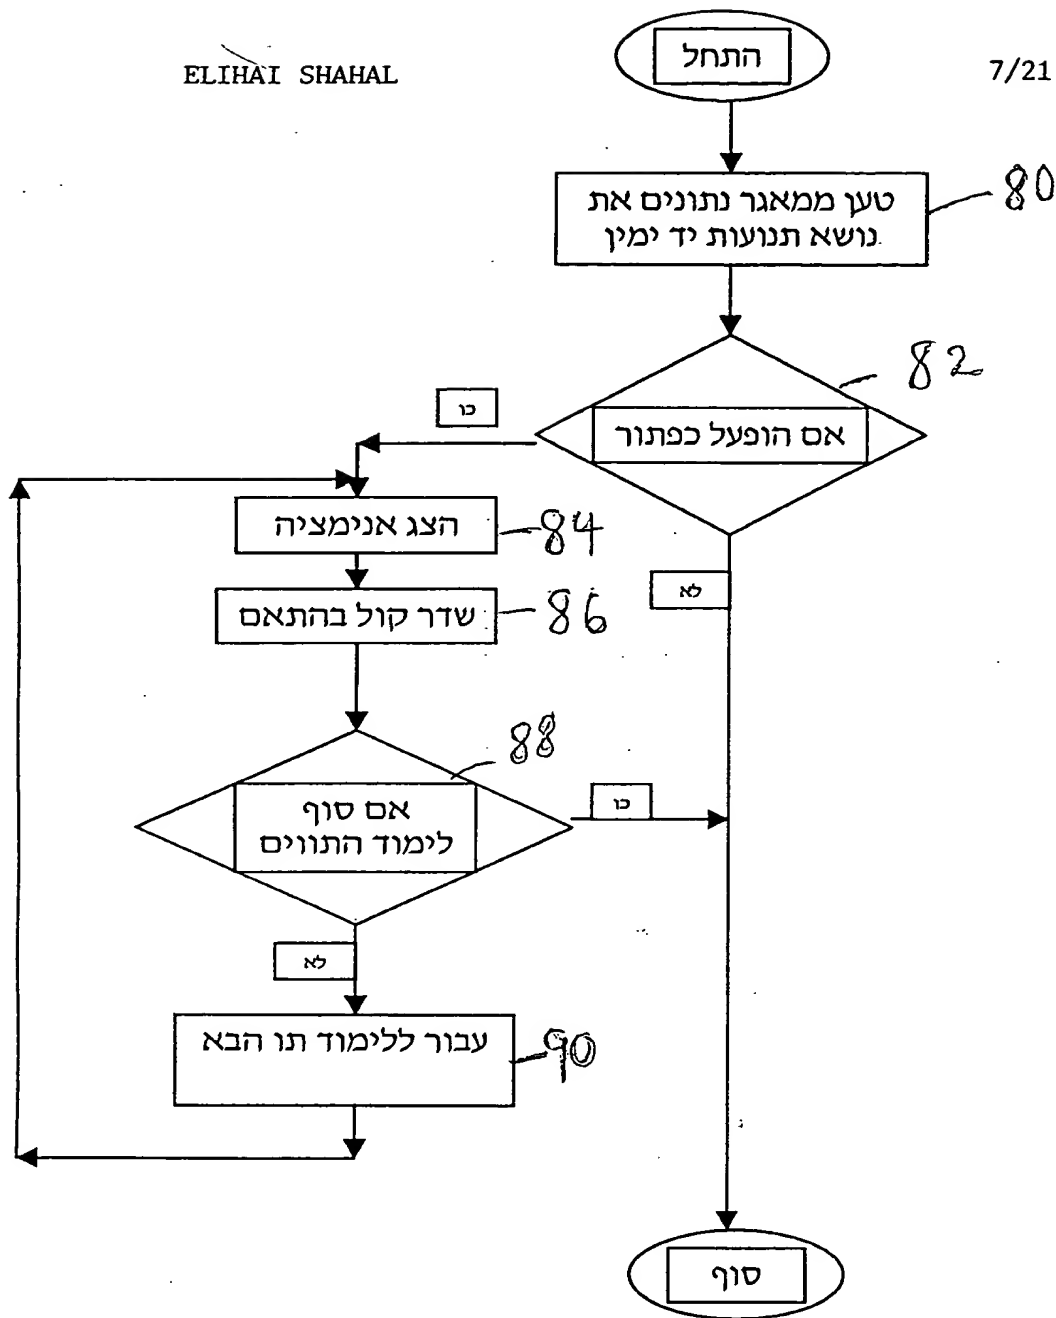 ELIHAI SHAHAL
7/21
התחל
טען ממאגר נתונים את
נושא תנועות יד ימין
80
82
אם הופעל כפתור
כן
הצג אנימציה
84
לא
שדר קול בהתאם
86
88
אם סוף
לימוד התווים
כן
לא
עבור ללימוד תו הבא
90
סוף